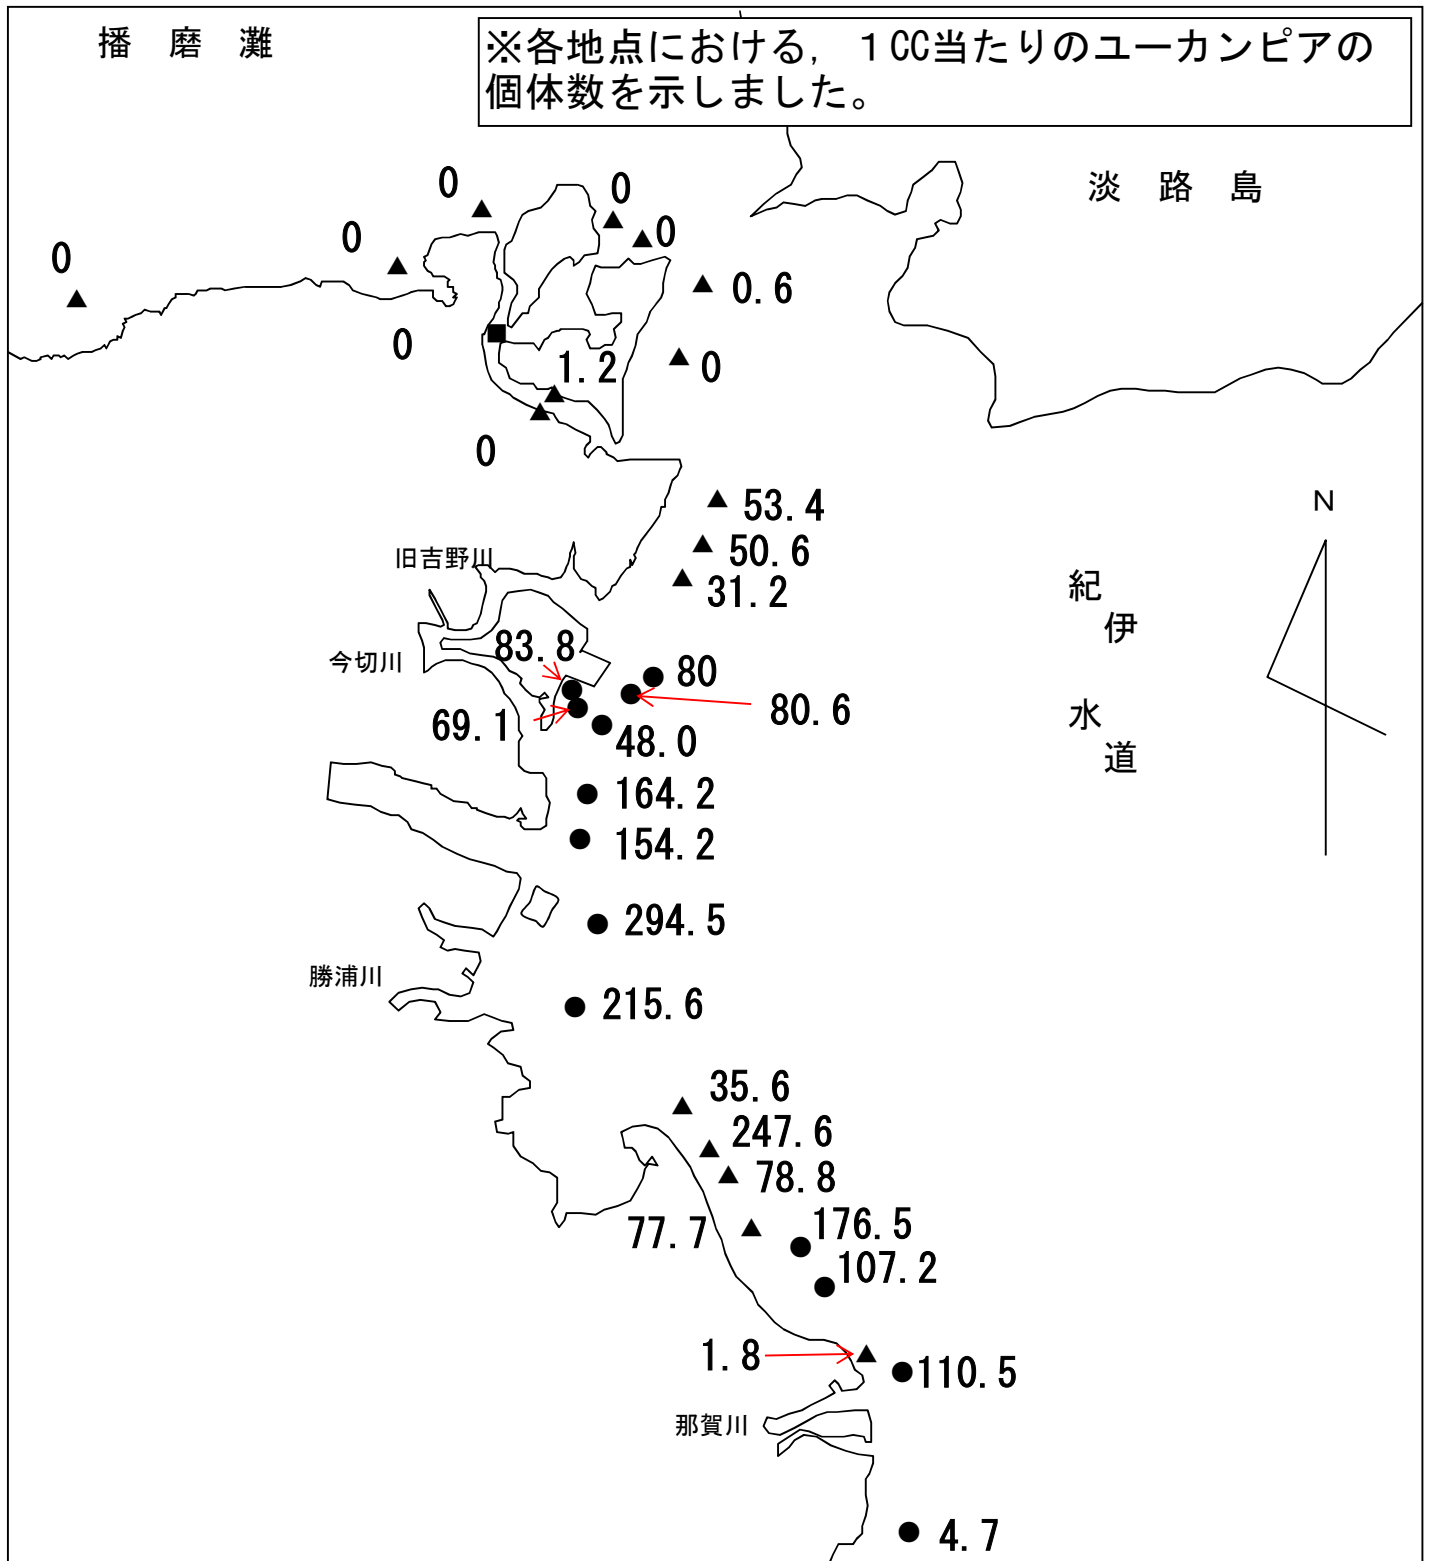 播 磨 灘
※各地点における，１CC当たりのユーカンピアの
個体数を示しました。
淡 路 島
0
0
0
0
0
0
0.6
0
1.2
0
0
53.4
50.6
31.2
N
旧吉野川
紀
伊
水
道
今切川
83.8
80
80.6
69.1
48.0
164.2
154.2
294.5
勝浦川
215.6
35.6
247.6
78.8
77.7
176.5
107.2
1.8
110.5
那賀川
4.7